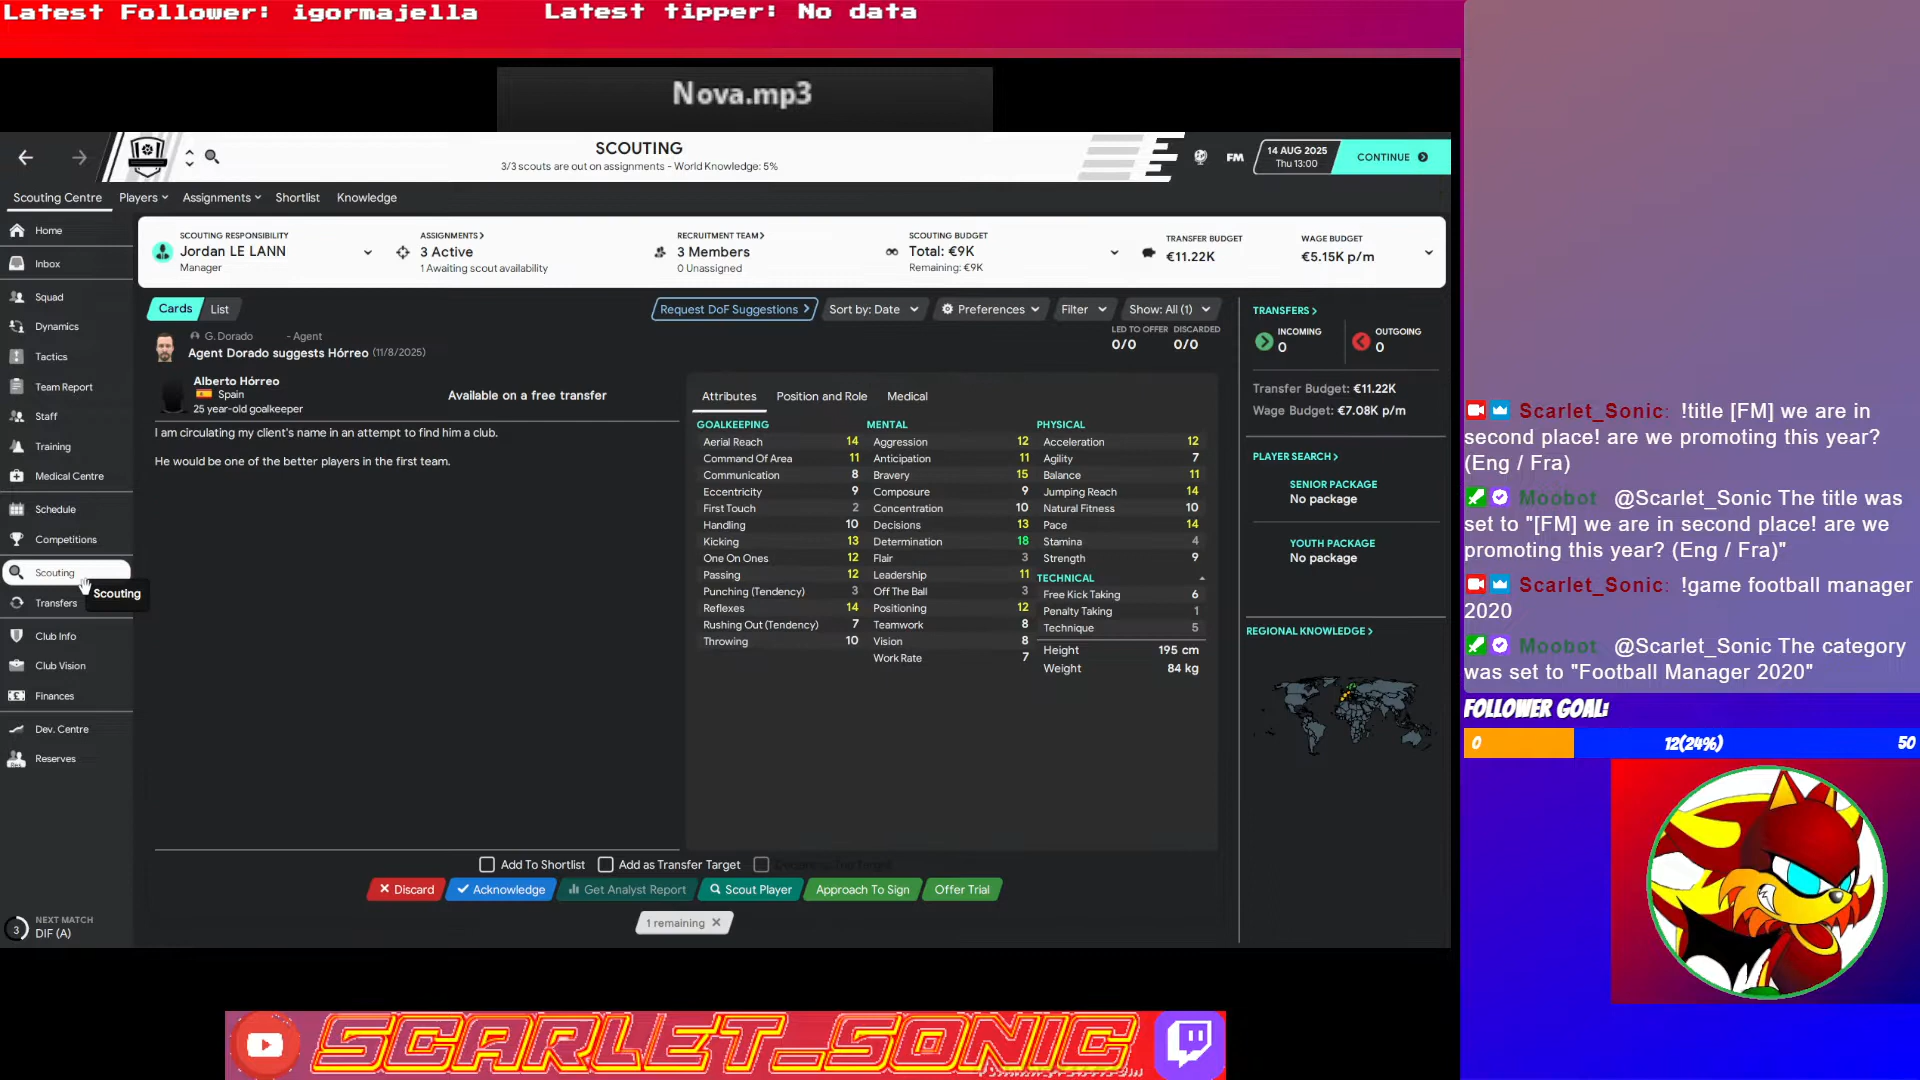 Latest Follower: igormajella
Latest tipper: No data
Nova.mp3
SCOUTING
3/3 scouts are out on assignments - World Knowledge: 5%
FM
14 AUG 2025
Thu 13:00
CONTINUE
Scouting Centre
Players
Assignments
Shortlist
Knowledge
Home
Inbox
Squad
Dynamics
Tactics
Team Report
Staff
Training
Medical Centre
Schedule
Competitions
Scouting
Scouting
Transfers
Club Info
Club Vision
Finances
Dev. Centre
Reserves
3
NEXT MATCH
DIF (A)
SCOUTING RESPONSIBILITY
Jordan LE LANN
Manager
ASSIGNMENTS
3 Active
1 Awaiting scout availability
RECRUITMENT TEAM
3 Members
0 Unassigned
SCOUTING BUDGET
Total: €9K
Remaining: €9K
TRANSFER BUDGET
€11.22K
WAGE BUDGET
€5.15K p/m
Cards
List
Request DoF Suggestions
Sort by: Date
Preferences
Filter
Show: All (1)
LED TO OFFER
0/0
DISCARDED
0/0
G. Dorado - Agent
Agent Dorado suggests Hórreo (11/8/2025)
Alberto Hórreo
Spain
25 year-old goalkeeper
Available on a free transfer
I am circulating my client's name in an attempt to find him a club.
He would be one of the better players in the first team.
Attributes
Position and Role
Medical
GOALKEEPING
Aerial Reach 14
Command Of Area 11
Communication 8
Eccentricity 9
First Touch 2
Handling 10
Kicking 13
One On Ones 12
Passing 12
Punching (Tendency) 3
Reflexes 14
Rushing Out (Tendency) 7
Throwing 10
MENTAL
Aggression 12
Anticipation 11
Bravery 15
Composure 9
Concentration 10
Decisions 13
Determination 18
Flair 3
Leadership 11
Off The Ball 3
Positioning 12
Teamwork 8
Vision 8
Work Rate 7
PHYSICAL
Acceleration 12
Agility 7
Balance 11
Jumping Reach 14
Natural Fitness 10
Pace 14
Stamina 4
Strength 9
TECHNICAL
Free Kick Taking 6
Penalty Taking 1
Technique 5
Height 195 cm
Weight 84 kg
Add To Shortlist
Add as Transfer Target
Discard
Acknowledge
Get Analyst Report
Scout Player
Approach To Sign
Offer Trial
1 remaining
TRANSFERS
INCOMING
0
OUTGOING
0
Transfer Budget: €11.22K
Wage Budget: €7.08K p/m
PLAYER SEARCH
SENIOR PACKAGE
No package
YOUTH PACKAGE
No package
REGIONAL KNOWLEDGE
Scarlet_Sonic: !title [FM] we are in
second place! are we promoting this year?
(Eng / Fra)
Moobot @Scarlet_Sonic The title was
set to "[FM] we are in second place! are we
promoting this year? (Eng / Fra)"
Scarlet_Sonic: !game football manager
2020
Moobot @Scarlet_Sonic The category
was set to "Football Manager 2020"
FOLLOWER GOAL:
0
12(24%)
50
SCARLET_SONIC